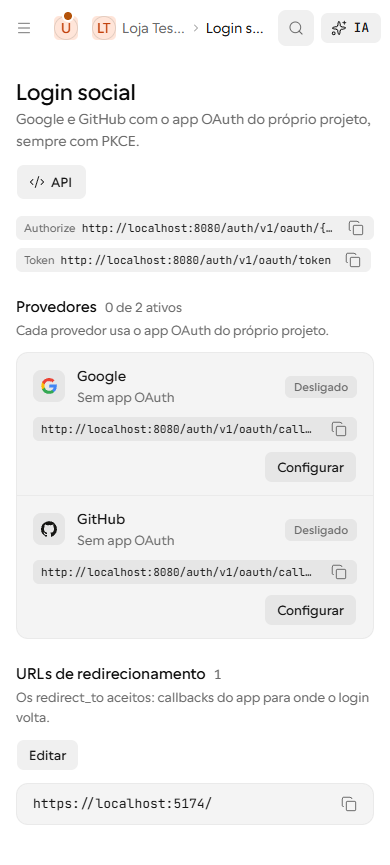 U LT Loja Tes... > Login s... IA
Login social
Google e GitHub com o app OAuth do próprio projeto,
sempre com PKCE.
</> API
Authorize http://localhost:8080/auth/v1/oauth/{…
Token http://localhost:8080/auth/v1/oauth/token
Provedores 0 de 2 ativos
Cada provedor usa o app OAuth do próprio projeto.
Google
Sem app OAuth
Desligado
http://localhost:8080/auth/v1/oauth/call…
Configurar
GitHub
Sem app OAuth
Desligado
http://localhost:8080/auth/v1/oauth/call…
Configurar
URLs de redirecionamento 1
Os redirect_to aceitos: callbacks do app para onde o login
volta.
Editar
https://localhost:5174/